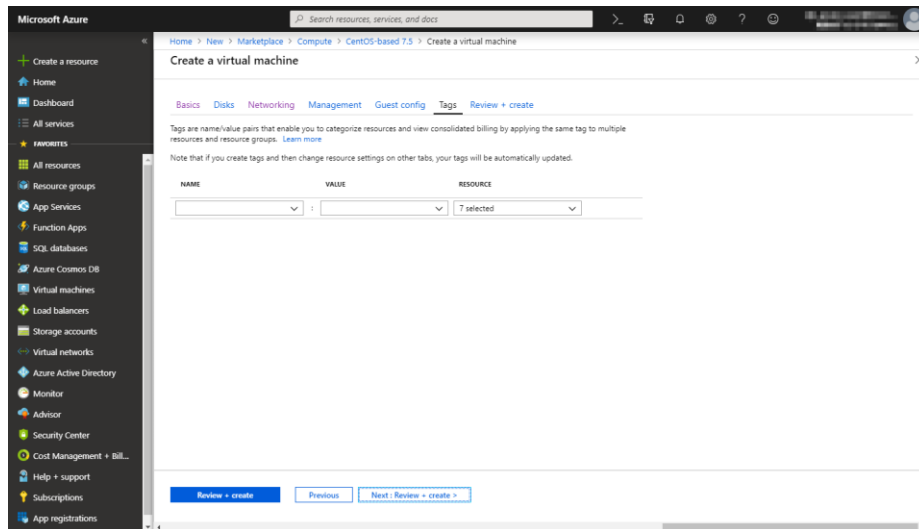 Microsoft Azure
Search resources, services, and docs
Home > New > Marketplace > Compute > CentOS-based 7.5 > Create a virtual machine
Create a virtual machine
Create a resource
Home
Dashboard
All services
FAVORITES
All resources
Resource groups
App Services
Function Apps
SQL databases
Azure Cosmos DB
Virtual machines
Load balancers
Storage accounts
Virtual networks
Azure Active Directory
Monitor
Advisor
Security Center
Cost Management + Bill...
Help + support
Subscriptions
App registrations
Basics Disks Networking Management Guest config Tags Review + create
Tags are name/value pairs that enable you to categorize resources and view consolidated billing by applying the same tag to multiple
resources and resource groups. Learn more
Note that if you create tags and then change resource settings on other tabs, your tags will be automatically updated.
NAME VALUE RESOURCE
: 7 selected
Review + create Previous Next : Review + create >